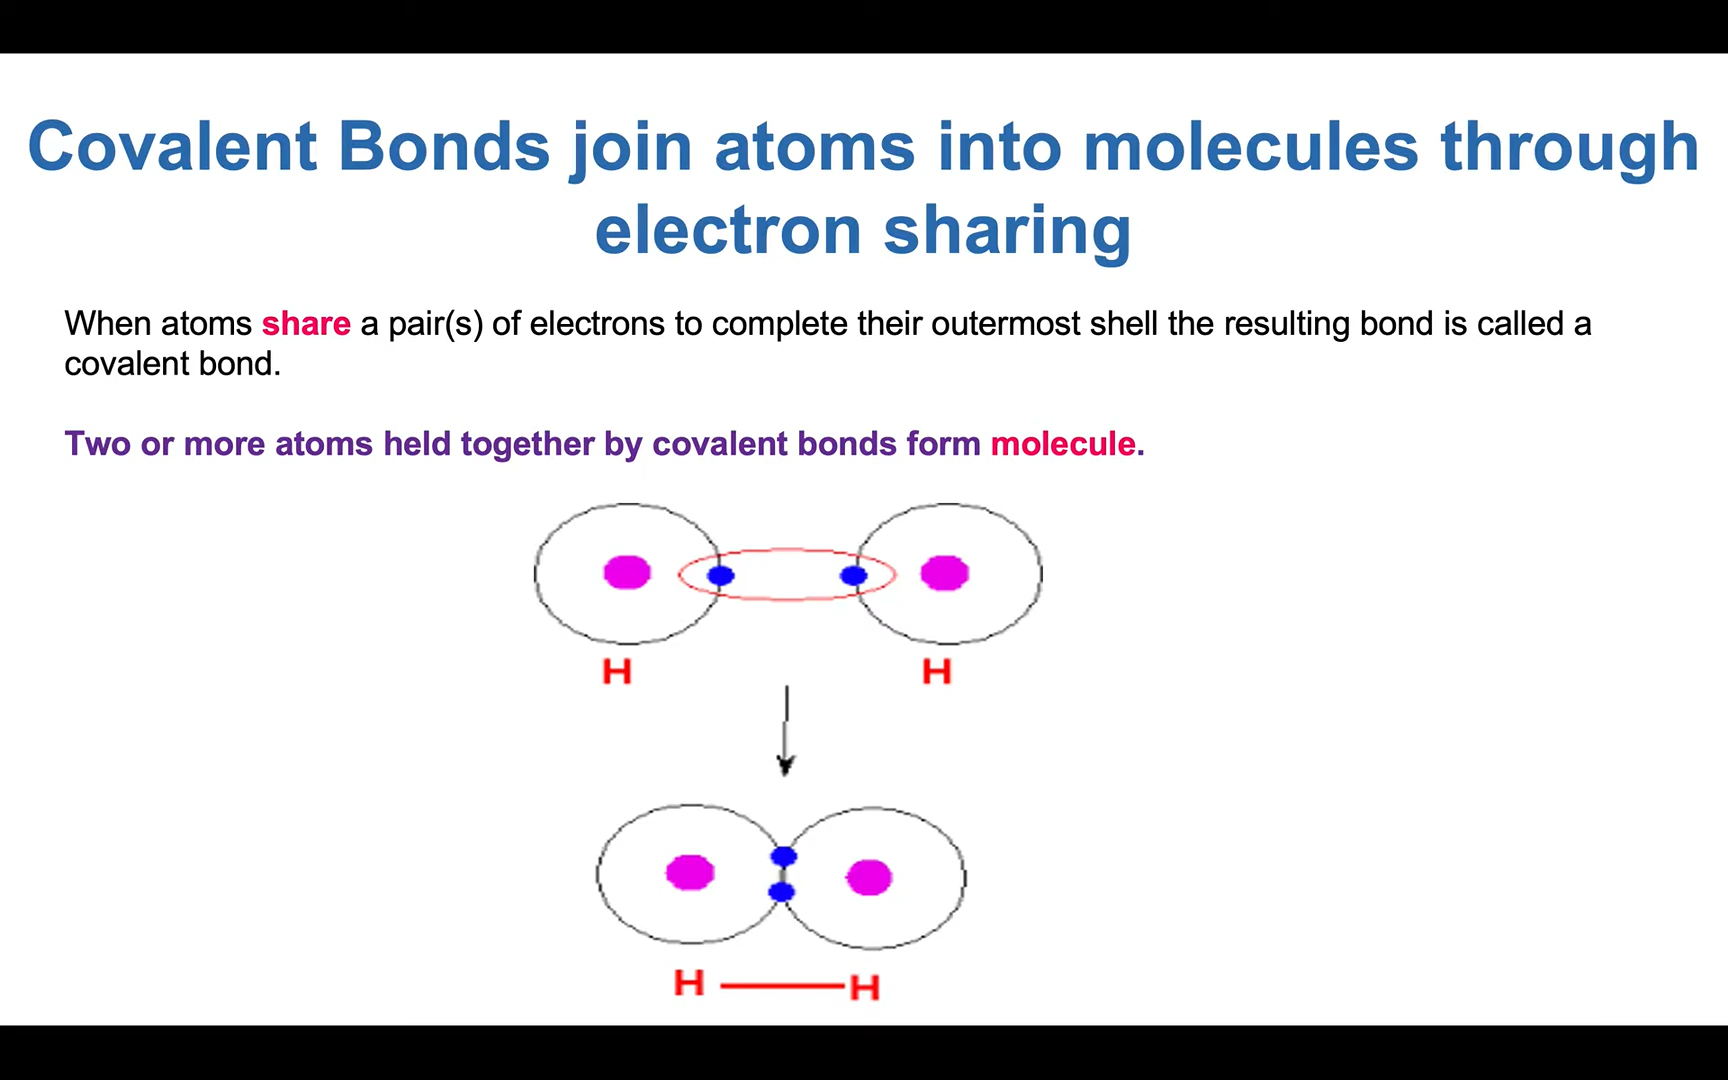 Covalent Bonds join atoms into molecules through
electron sharing
When atoms share a pair(s) of electrons to complete their outermost shell the resulting bond is called a
covalent bond.
Two or more atoms held together by covalent bonds form molecule.
H H
H H